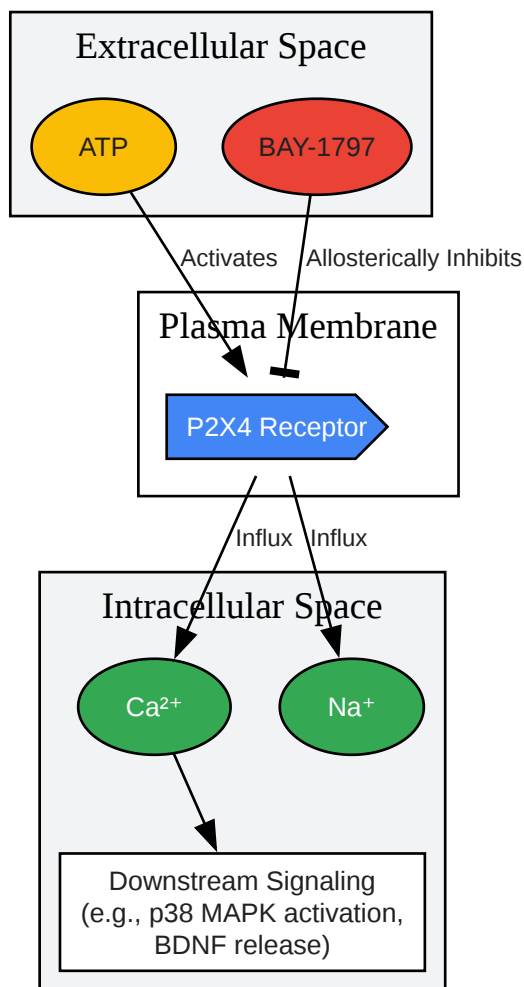 Extracellular Space
ATP
BAY-1797
Activates
Allosterically Inhibits
Plasma Membrane
P2X4 Receptor
Influx
Influx
Intracellular Space
Ca²⁺
Na⁺
Downstream Signaling
(e.g., p38 MAPK activation,
BDNF release)